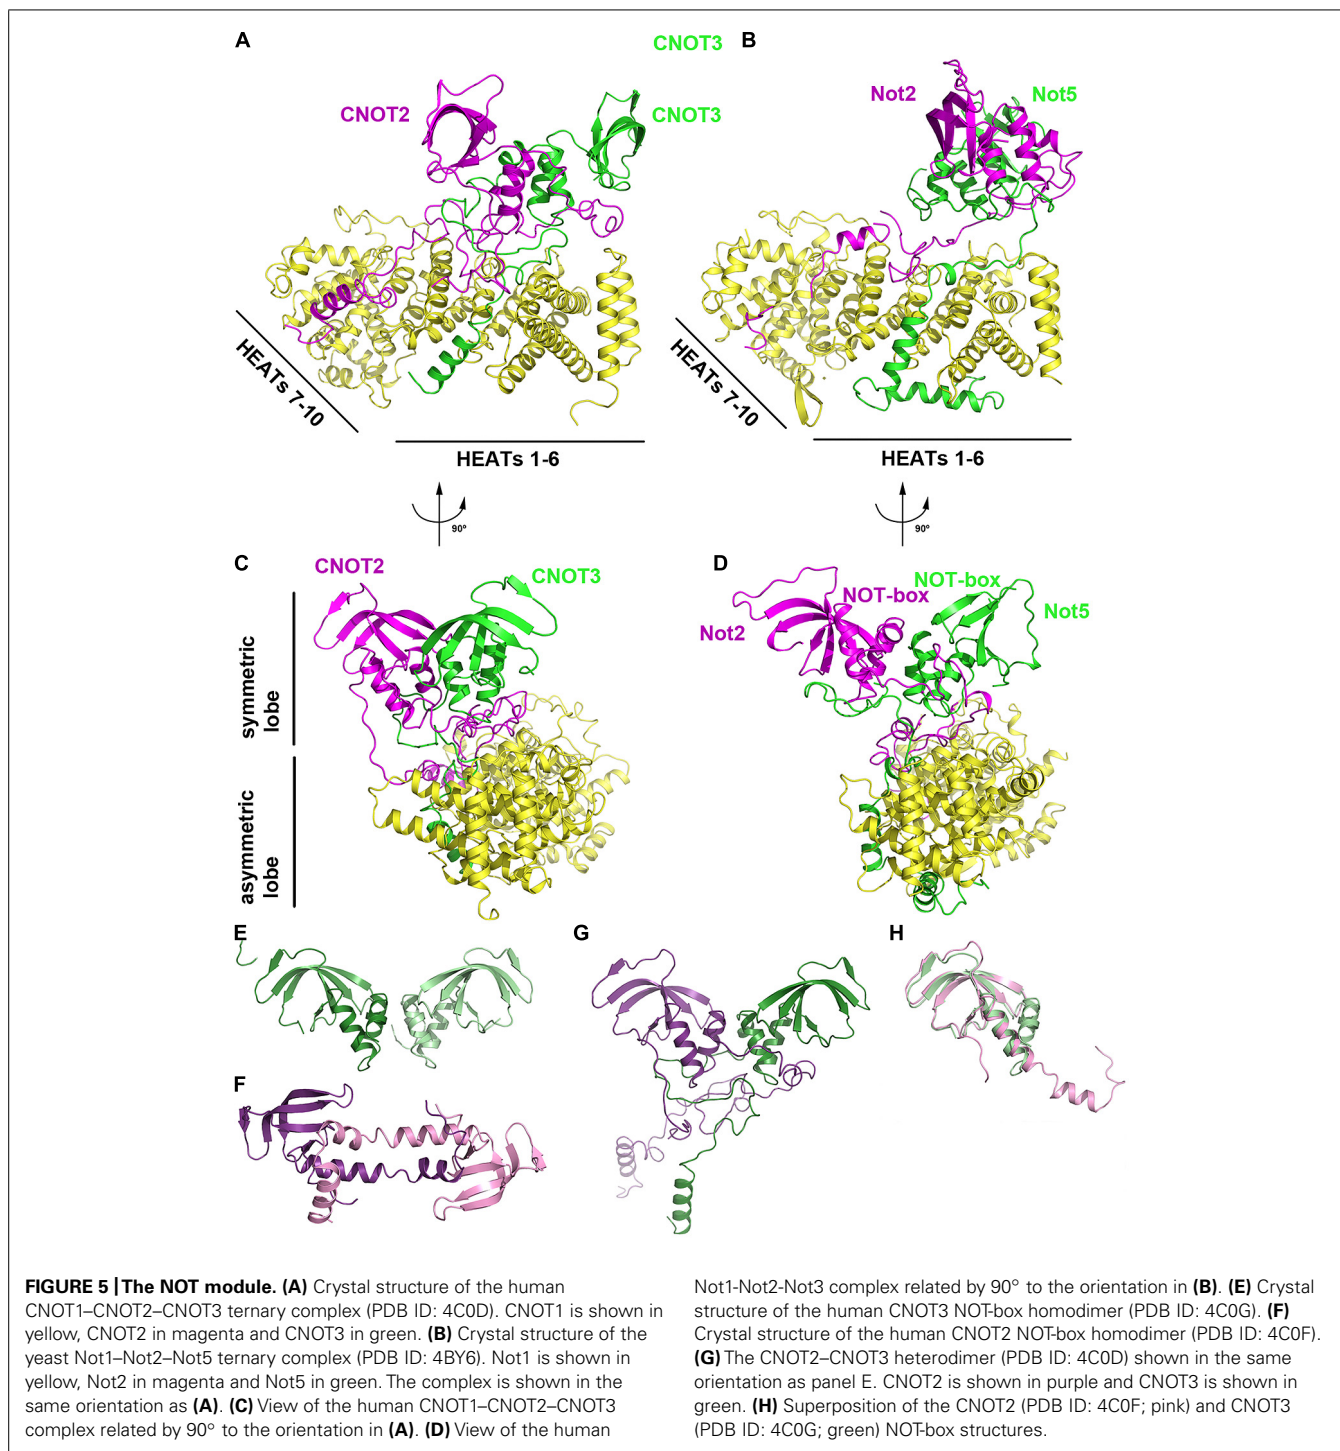 A
CNOT3
B
CNOT2
CNOT3
Not2
Not5
HEATs 7-10
HEATs 1-6
HEATs 7-10
HEATs 1-6
90°
90°
C
CNOT2
CNOT3
D
NOT-box
NOT-box
Not2
Not5
symmetric
lobe
asymmetric
lobe
E
G
H
F
FIGURE 5 | The NOT module. (A) Crystal structure of the human
CNOT1–CNOT2–CNOT3 ternary complex (PDB ID: 4C0D). CNOT1 is shown in
yellow, CNOT2 in magenta and CNOT3 in green. (B) Crystal structure of the
yeast Not1–Not2–Not5 ternary complex (PDB ID: 4BY6). Not1 is shown in
yellow, Not2 in magenta and Not5 in green. The complex is shown in the
same orientation as (A). (C) View of the human CNOT1–CNOT2–CNOT3
complex related by 90° to the orientation in (A). (D) View of the human
Not1-Not2-Not3 complex related by 90° to the orientation in (B). (E) Crystal
structure of the human CNOT3 NOT-box homodimer (PDB ID: 4C0G). (F)
Crystal structure of the human CNOT2 NOT-box homodimer (PDB ID: 4C0F).
(G) The CNOT2–CNOT3 heterodimer (PDB ID: 4C0D) shown in the same
orientation as panel E. CNOT2 is shown in purple and CNOT3 is shown in
green. (H) Superposition of the CNOT2 (PDB ID: 4C0F; pink) and CNOT3
(PDB ID: 4C0G; green) NOT-box structures.